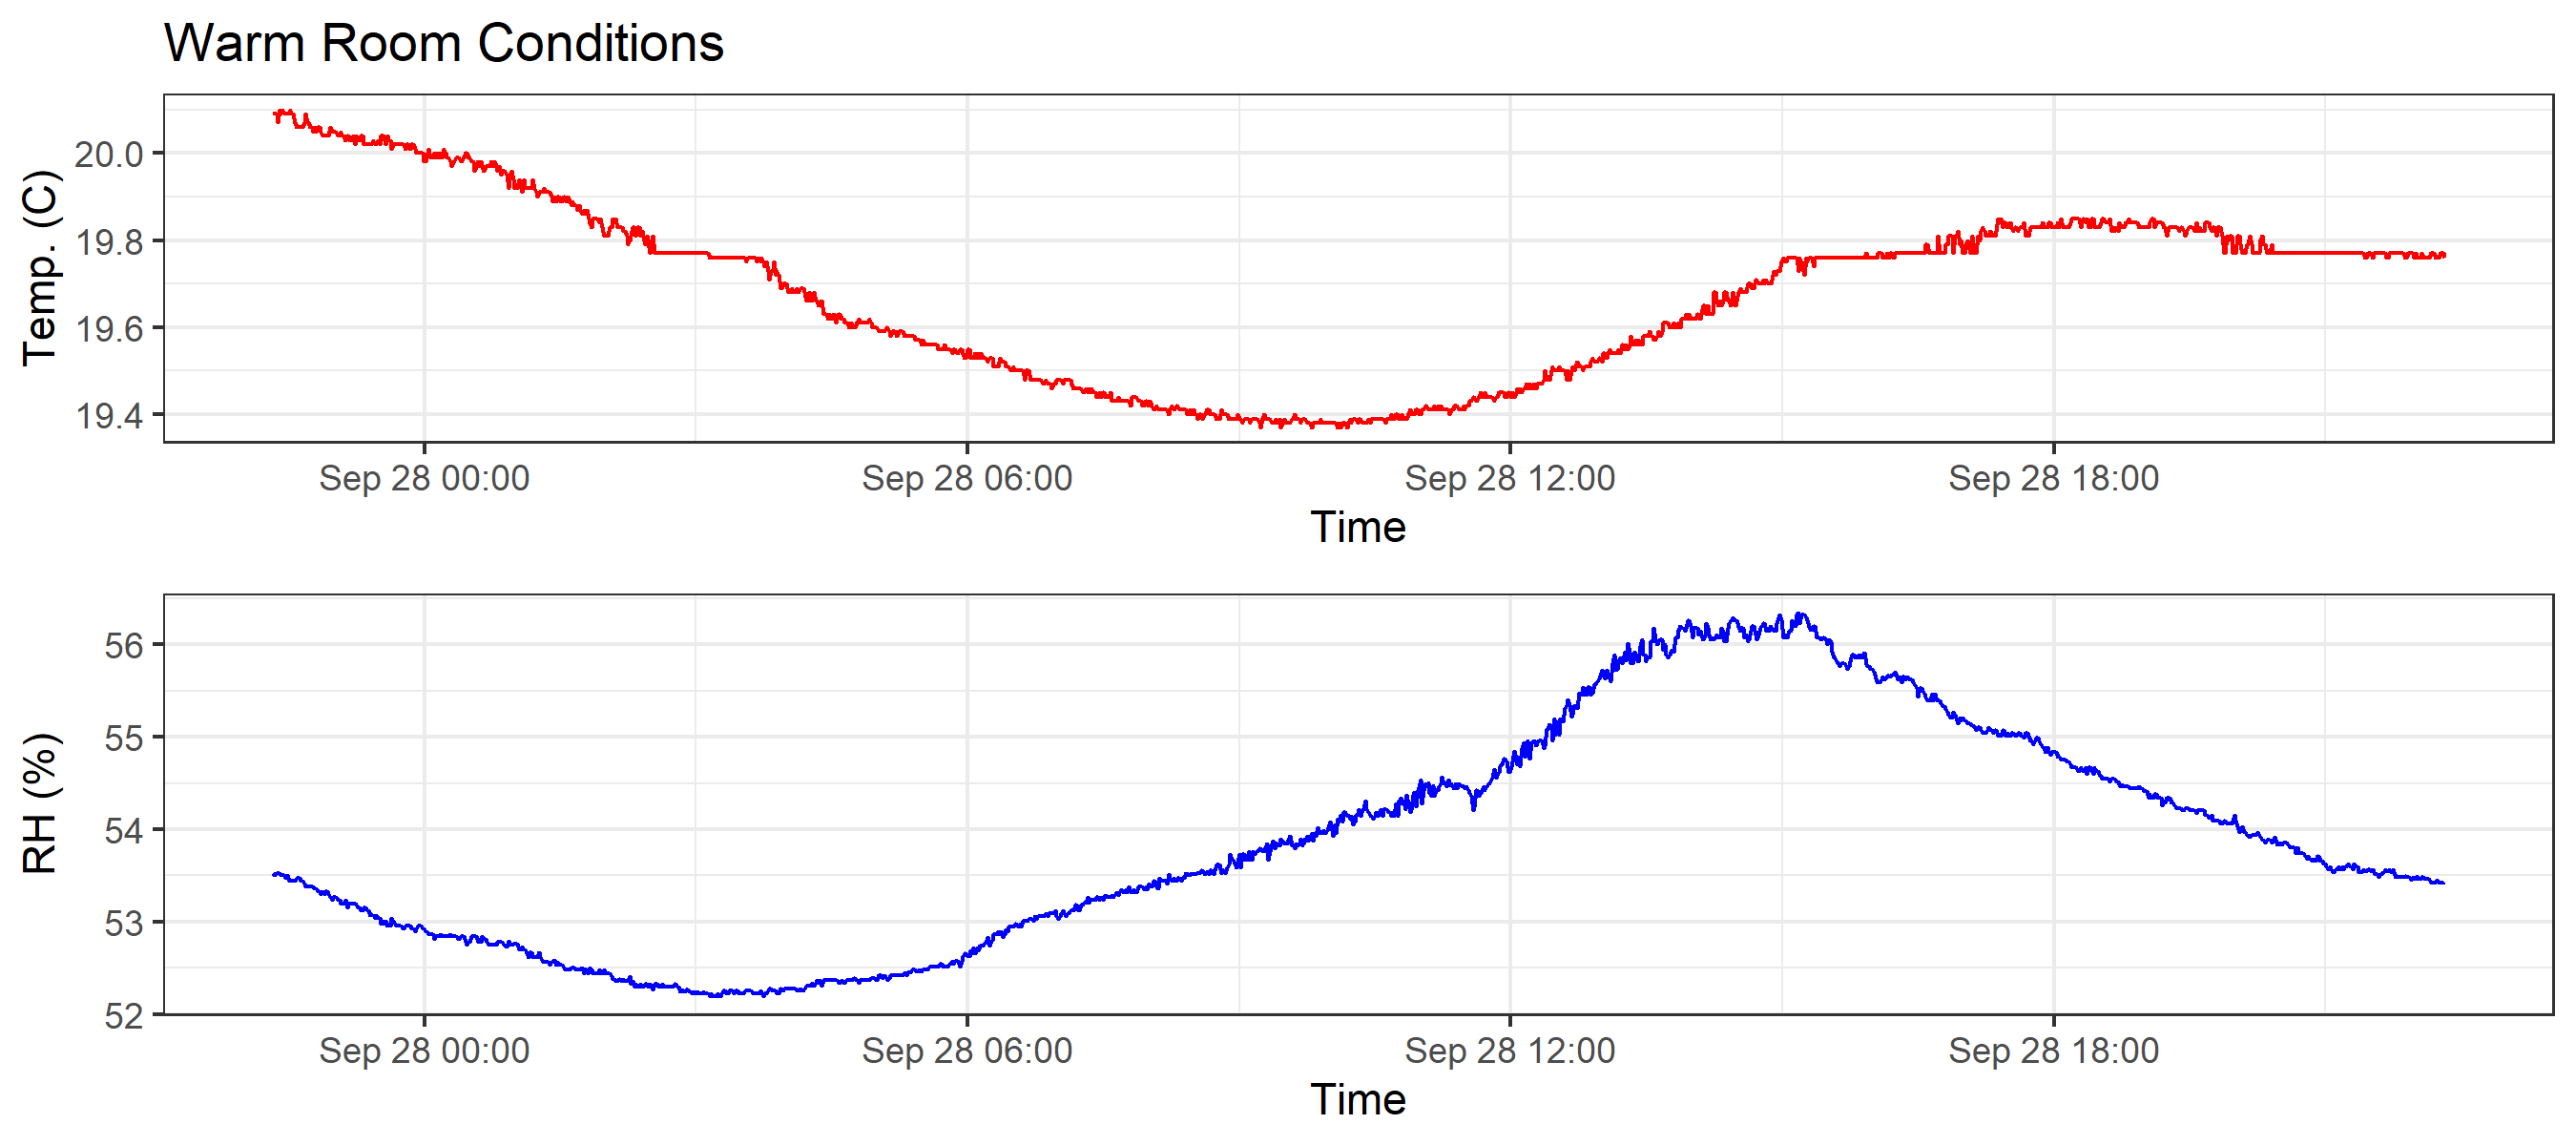 Warm Room Conditions
Temp. (C)
20.0
19.8
19.6
19.4
Sep 28 00:00 Sep 28 06:00 Sep 28 12:00 Sep 28 18:00
Time
RH (%)
56
55
54
53
52
Sep 28 00:00 Sep 28 06:00 Sep 28 12:00 Sep 28 18:00
Time